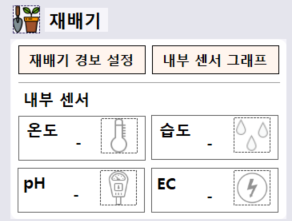 재배기
재배기 경보 설정 내부 센서 그래프
내부 센서
온도 - 습도 -
pH - EC -